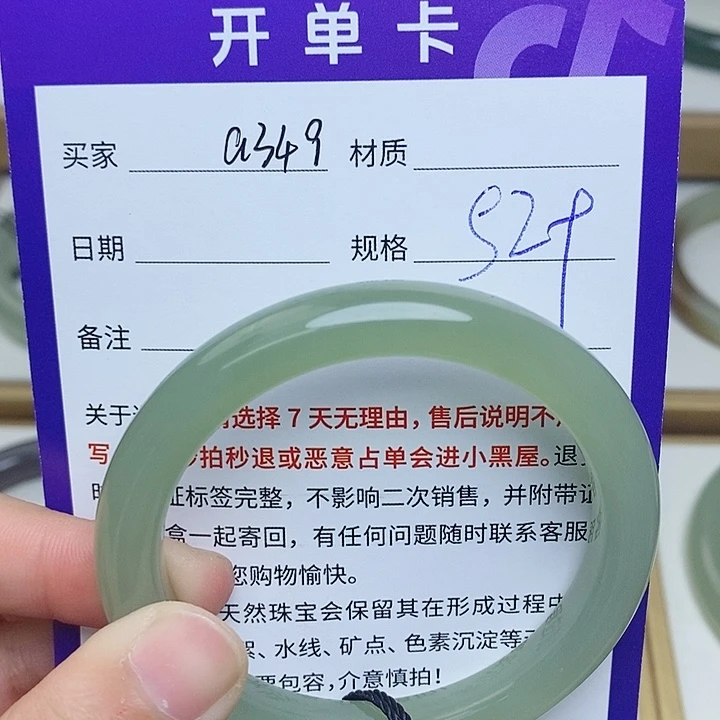 开单卡
买家 a349 材质
日期 规格 529
备注
关于 选择7天无理由，售后说明不
写 拍秒退或恶意占单会进小黑屋。退
证标签完整，不影响二次销售，并附带证
盒一起寄回，有任何问题随时联系客服
您购物愉快。
天然珠宝会保留其在形成过程中
、水线、矿点、色素沉淀等
要包容，介意慎拍！